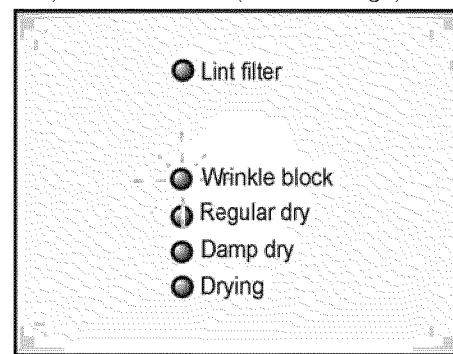 Lint filter
Wrinkle block
Regular dry
Damp dry
Drying